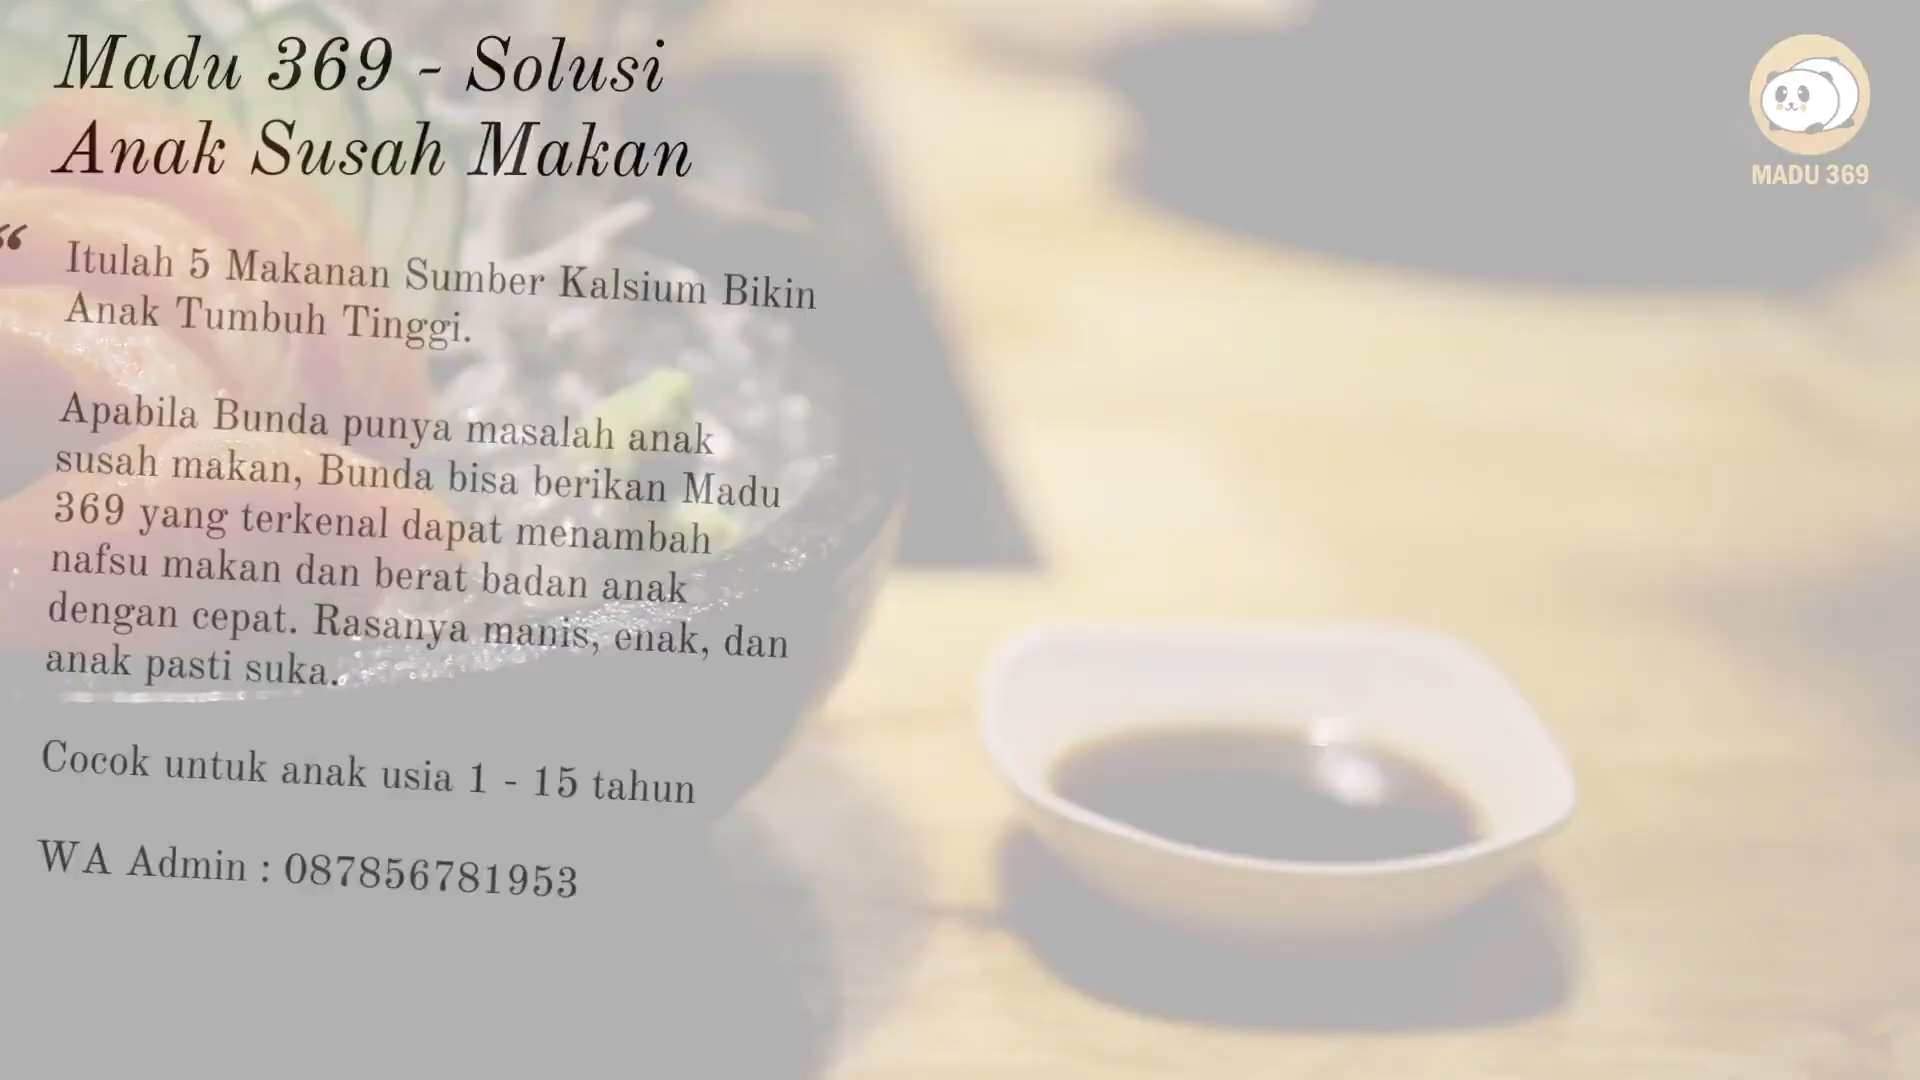 Madu 369 - Solusi
Anak Susah Makan
“
Itulah 5 Makanan Sumber Kalsium Bikin
Anak Tumbuh Tinggi.
Apabila Bunda punya masalah anak
susah makan, Bunda bisa berikan Madu
369 yang terkenal dapat menambah
nafsu makan dan berat badan anak
dengan cepat. Rasanya manis, enak, dan
anak pasti suka.
Cocok untuk anak usia 1 - 15 tahun
WA Admin : 087856781953
MADU 369